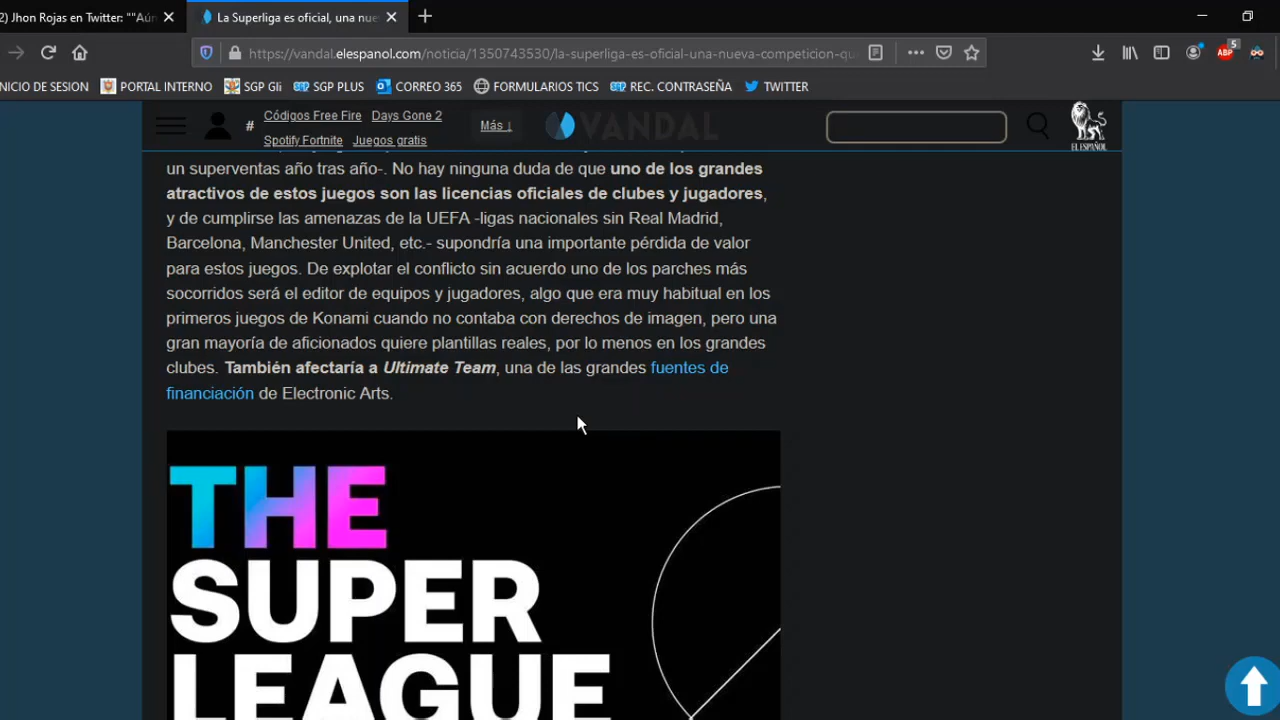 2) Jhon Rojas en Twitter: ""Aún
La Superliga es oficial, una nue
https://vandal.elespanol.com/noticia/1350743530/la-superliga-es-oficial-una-nueva-competicion-qu
5
ABP
NICIO DE SESION PORTAL INTERNO SGP Gli SGP PLUS CORREO 365 FORMULARIOS TICS REC. CONTRASEÑA TWITTER
# Códigos Free Fire Days Gone 2
Spotify Fortnite Juegos gratis
Más ↓
VANDAL
EL ESPAÑOL
un superventas año tras año-. No hay ninguna duda de que uno de los grandes
atractivos de estos juegos son las licencias oficiales de clubes y jugadores,
y de cumplirse las amenazas de la UEFA -ligas nacionales sin Real Madrid,
Barcelona, Manchester United, etc.- supondría una importante pérdida de valor
para estos juegos. De explotar el conflicto sin acuerdo uno de los parches más
socorridos será el editor de equipos y jugadores, algo que era muy habitual en los
primeros juegos de Konami cuando no contaba con derechos de imagen, pero una
gran mayoría de aficionados quiere plantillas reales, por lo menos en los grandes
clubes. También afectaría a Ultimate Team, una de las grandes fuentes de
financiación de Electronic Arts.
THE
SUPER
LEAGUE